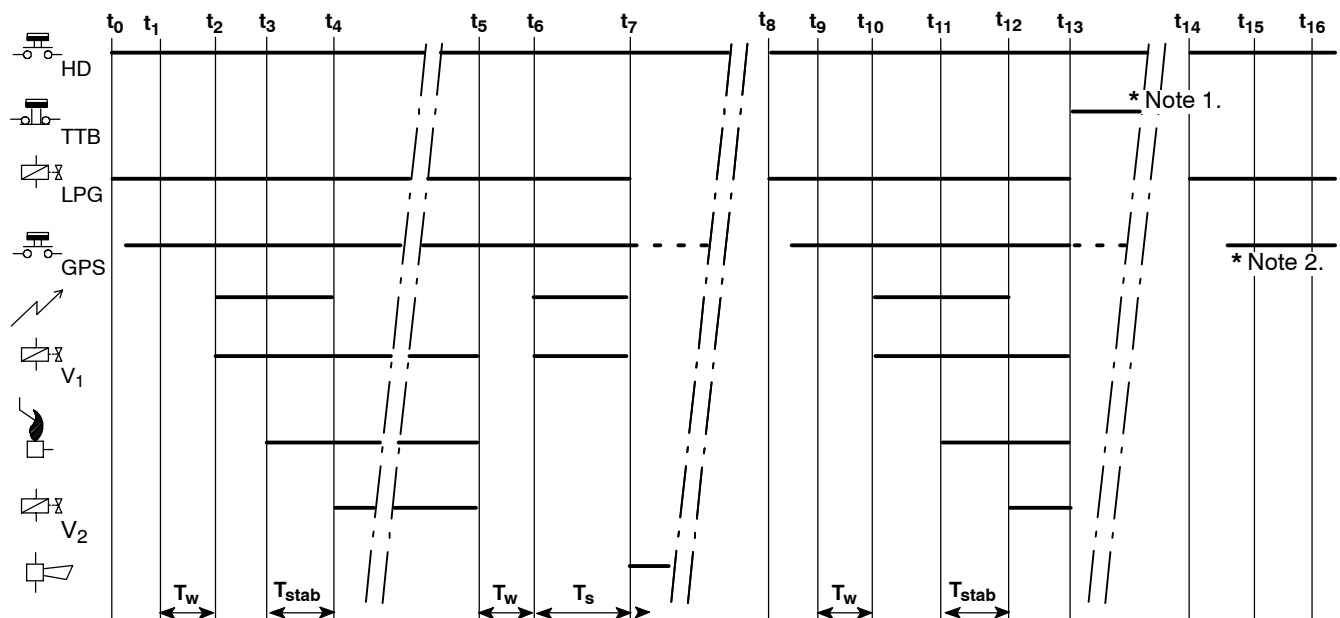 t0 t1 t2 t3 t4 t5 t6 t7 t8 t9 t10 t11 t12 t13 t14 t15 t16
HD
* Note 1.
TTB
LPG
GPS
* Note 2.
V1
V2
Tw Tstab Tw Ts Tw Tstab